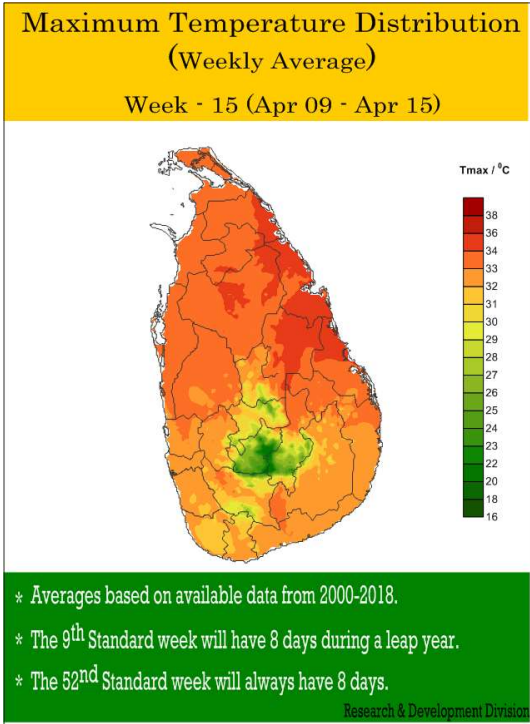 Maximum Temperature Distribution
(Weekly Average)
Week - 15 (Apr 09 - Apr 15)
Tmax / ⁰C
38
36
34
33
32
31
30
29
28
27
26
25
24
23
22
20
18
16
* Averages based on available data from 2000-2018.
* The 9th Standard week will have 8 days during a leap year.
* The 52nd Standard week will always have 8 days.
Research & Development Division